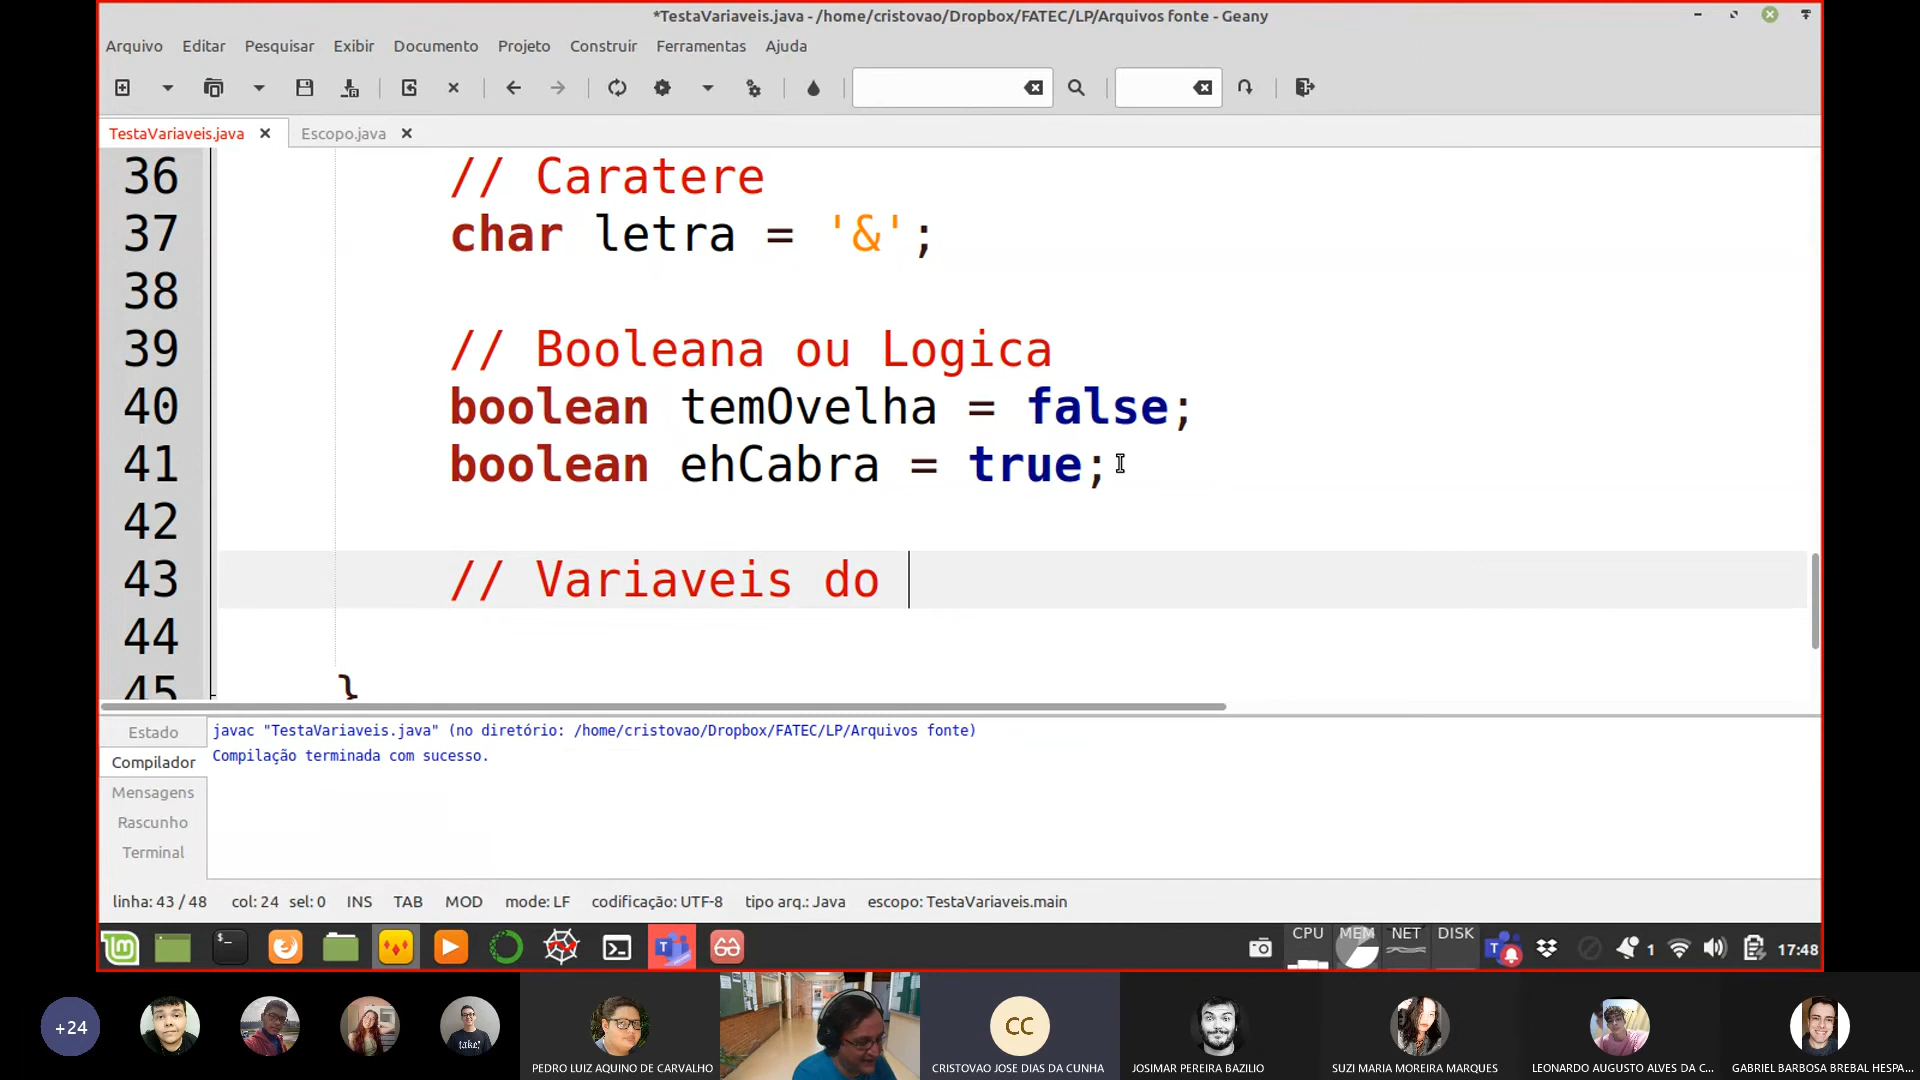 *TestaVariaveis.java - /home/cristovao/Dropbox/FATEC/LP/Arquivos fonte - Geany
Arquivo Editar Pesquisar Exibir Documento Projeto Construir Ferramentas Ajuda
TestaVariaveis.java Escopo.java
36 // Caratere
37 char letra = '&';
38
39 // Booleana ou Logica
40 boolean temOvelha = false;
41 boolean ehCabra = true;
42
43 // Variaveis do
44
45 }
Estado
Compilador
Mensagens
Rascunho
Terminal
javac "TestaVariaveis.java" (no diretório: /home/cristovao/Dropbox/FATEC/LP/Arquivos fonte)
Compilação terminada com sucesso.
linha: 43 / 48 col: 24 sel: 0 INS TAB MOD mode: LF codificação: UTF-8 tipo arq.: Java escopo: TestaVariaveis.main
CPU MEM NET DISK 1 17:48
+24
take!
CC
PEDRO LUIZ AQUINO DE CARVALHO
CRISTOVAO JOSE DIAS DA CUNHA
JOSIMAR PEREIRA BAZILIO
SUZI MARIA MOREIRA MARQUES
LEONARDO AUGUSTO ALVES DA C...
GABRIEL BARBOSA BREBAL HESPA...